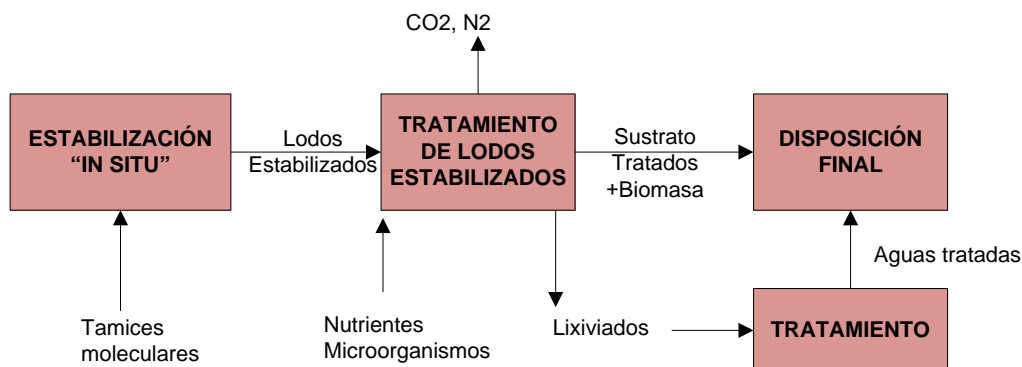 CO2, N2
ESTABILIZACIÓN
“IN SITU”
Lodos
Estabilizados
TRATAMIENTO
DE LODOS
ESTABILIZADOS
Sustrato
Tratados
+Biomasa
DISPOSICIÓN
FINAL
Aguas tratadas
Tamices
moleculares
Nutrientes
Microorganismos
Lixiviados
TRATAMIENTO